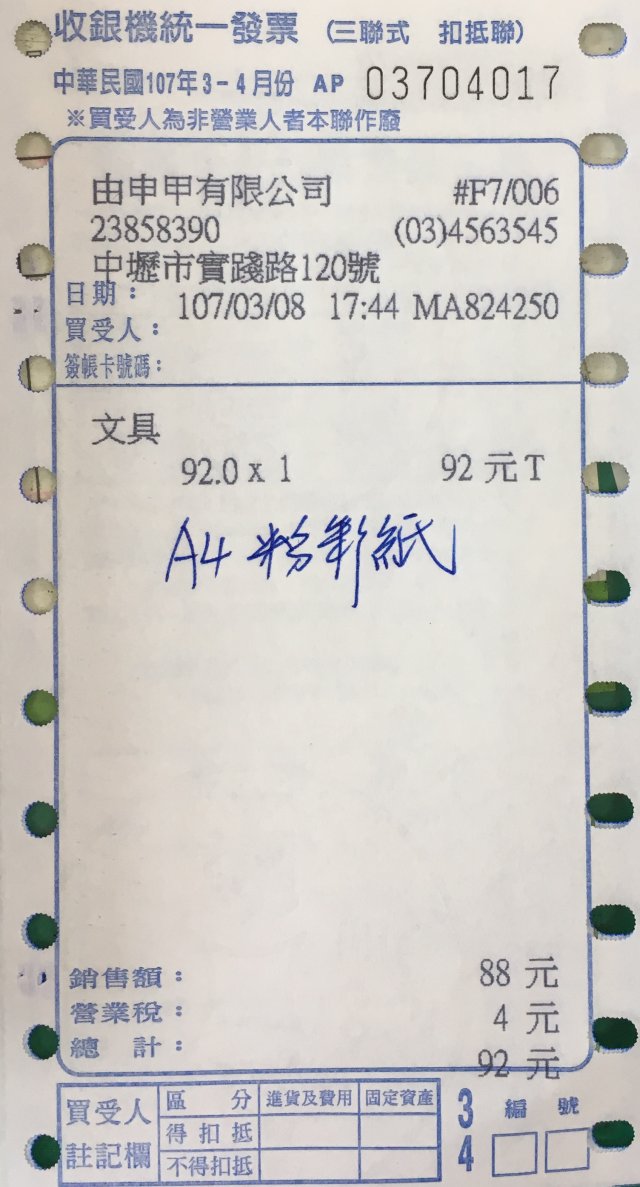 收銀機統一發票 (三聯式 扣抵聯)
中華民國107年3-4月份 AP 03704017
※買受人為非營業人者本聯作廢
由申甲有限公司 #F7/006
23858390 (03)4563545
中壢市實踐路120號
日期： 107/03/08 17:44 MA824250
買受人：
簽帳卡號碼：
文具
92.0 x 1 92 元 T
A4 粉彩紙
銷售額： 88 元
營業稅： 4 元
總 計： 92 元
買受人註記欄 區 分 進貨及費用 固定資產
得 扣 抵
不得扣抵
3 4 編 號